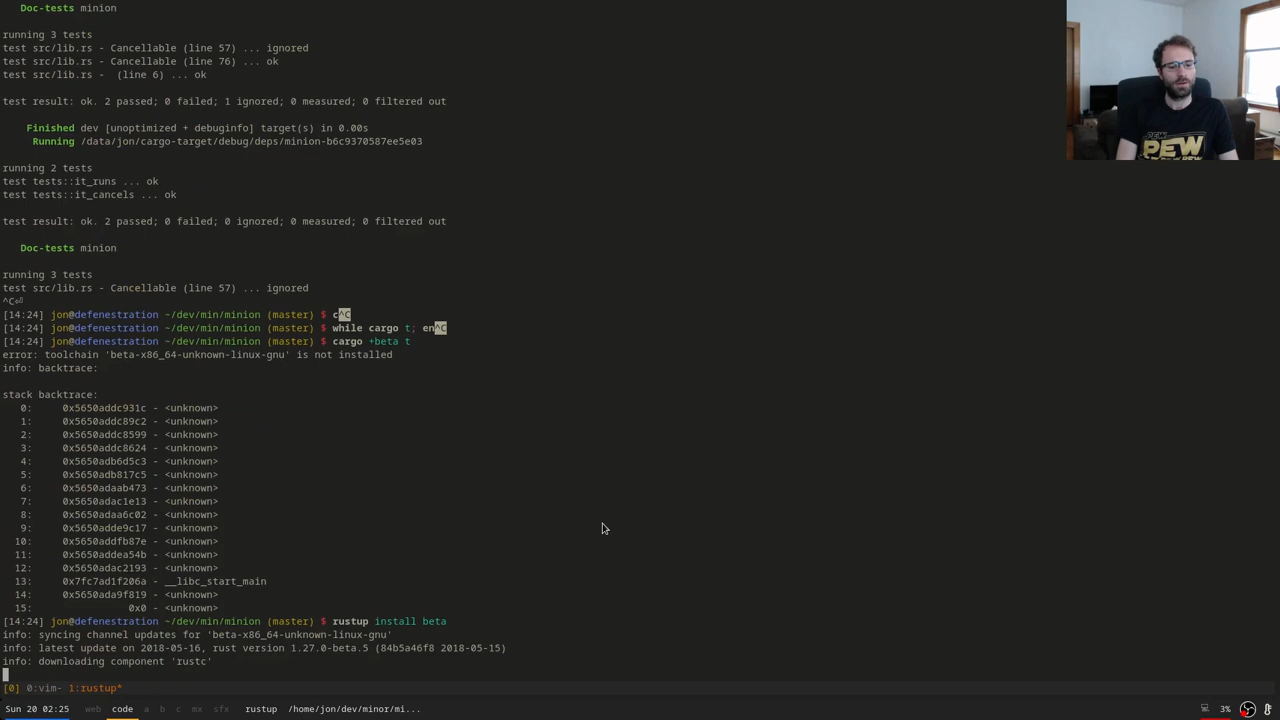 Doc-tests minion
running 3 tests
test src/lib.rs - Cancellable (line 57) ... ignored
test src/lib.rs - Cancellable (line 76) ... ok
test src/lib.rs -  (line 6) ... ok
test result: ok. 2 passed; 0 failed; 1 ignored; 0 measured; 0 filtered out
Finished dev [unoptimized + debuginfo] target(s) in 0.00s
Running /data/jon/cargo-target/debug/deps/minion-b6c9370587ee5e03
running 2 tests
test tests::it_runs ... ok
test tests::it_cancels ... ok
test result: ok. 2 passed; 0 failed; 0 ignored; 0 measured; 0 filtered out
Doc-tests minion
running 3 tests
test src/lib.rs - Cancellable (line 57) ... ignored
^C⏎
[14:24] jon@defenestration ~/dev/min/minion (master) $ c^C
[14:24] jon@defenestration ~/dev/min/minion (master) $ while cargo t; en^C
[14:24] jon@defenestration ~/dev/min/minion (master) $ cargo +beta t
error: toolchain 'beta-x86_64-unknown-linux-gnu' is not installed
info: backtrace:
stack backtrace:
0: 0x5650addc931c - <unknown>
1: 0x5650addc89c2 - <unknown>
2: 0x5650addc8599 - <unknown>
3: 0x5650addc8624 - <unknown>
4: 0x5650adb6d5c3 - <unknown>
5: 0x5650adb817c5 - <unknown>
6: 0x5650adaab473 - <unknown>
7: 0x5650adac1e13 - <unknown>
8: 0x5650adaa6c02 - <unknown>
9: 0x5650adde9c17 - <unknown>
10: 0x5650addfb87e - <unknown>
11: 0x5650addea54b - <unknown>
12: 0x5650adac2193 - <unknown>
13: 0x7fc7ad1f206a - __libc_start_main
14: 0x5650ada9f819 - <unknown>
15: 0x0 - <unknown>
[14:24] jon@defenestration ~/dev/min/minion (master) $ rustup install beta
info: syncing channel updates for 'beta-x86_64-unknown-linux-gnu'
info: latest update on 2018-05-16, rust version 1.27.0-beta.5 (84b5a46f8 2018-05-15)
info: downloading component 'rustc'
[0] 0:vim- 1:rustup*
Sun 20 02:25 web code a b c mx sfx rustup /home/jon/dev/minor/mi... 3%
PEW
PEW